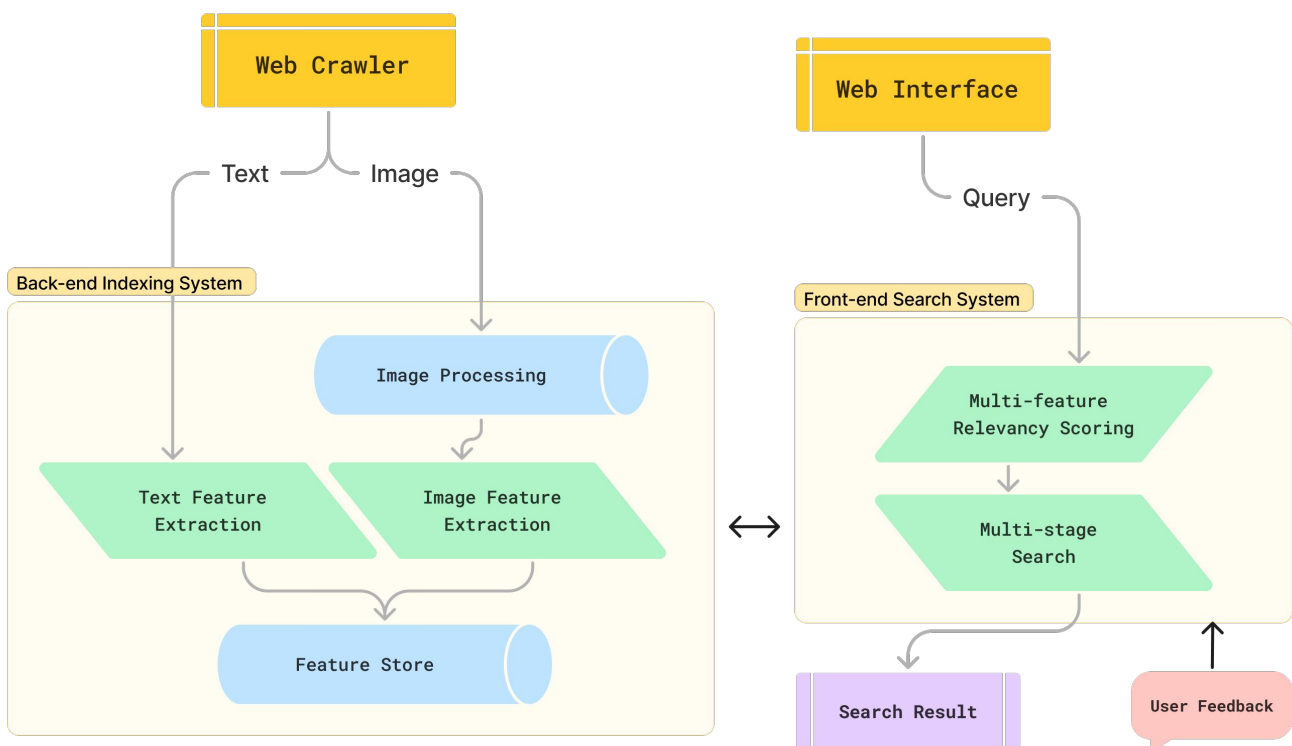 Web Crawler
Web Interface
Text
Image
Query
Back-end Indexing System
Front-end Search System
Image Processing
Multi-feature
Relevancy Scoring
Text Feature
Extraction
Image Feature
Extraction
Multi-stage
Search
Feature Store
Search Result
User Feedback